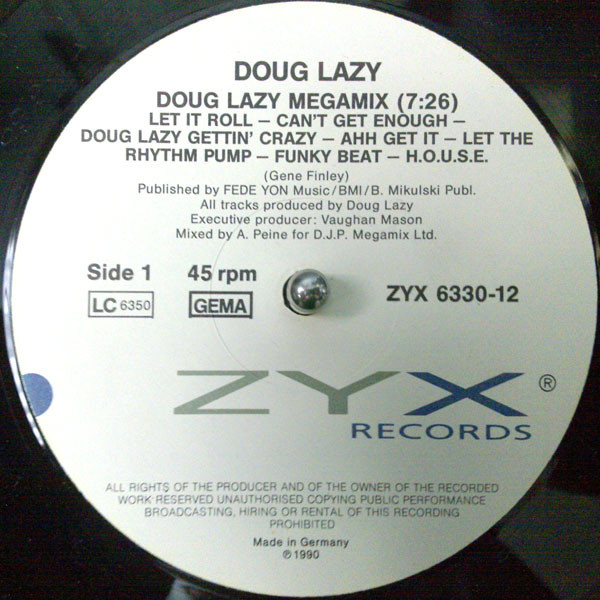 DOUG LAZY
DOUG LAZY MEGAMIX (7:26)
LET IT ROLL – CAN'T GET ENOUGH –
DOUG LAZY GETTIN' CRAZY – AHH GET IT – LET THE
RHYTHM PUMP – FUNKY BEAT – H.O.U.S.E.
(Gene Finley)
Published by FEDE YON Music/BMI/B. Mikulski Publ.
All tracks produced by Doug Lazy
Executive producer: Vaughan Mason
Mixed by A. Peine for D.J.P. Megamix Ltd.
Side 1 45 rpm
LC 6350 GEMA ZYX 6330-12
ZYX ®
RECORDS
ALL RIGHTS OF THE PRODUCER AND OF THE OWNER OF THE RECORDED
WORK RESERVED UNAUTHORISED COPYING PUBLIC PERFORMANCE
BROADCASTING, HIRING OR RENTAL OF THIS RECORDING
PROHIBITED
Made in Germany
℗ 1990